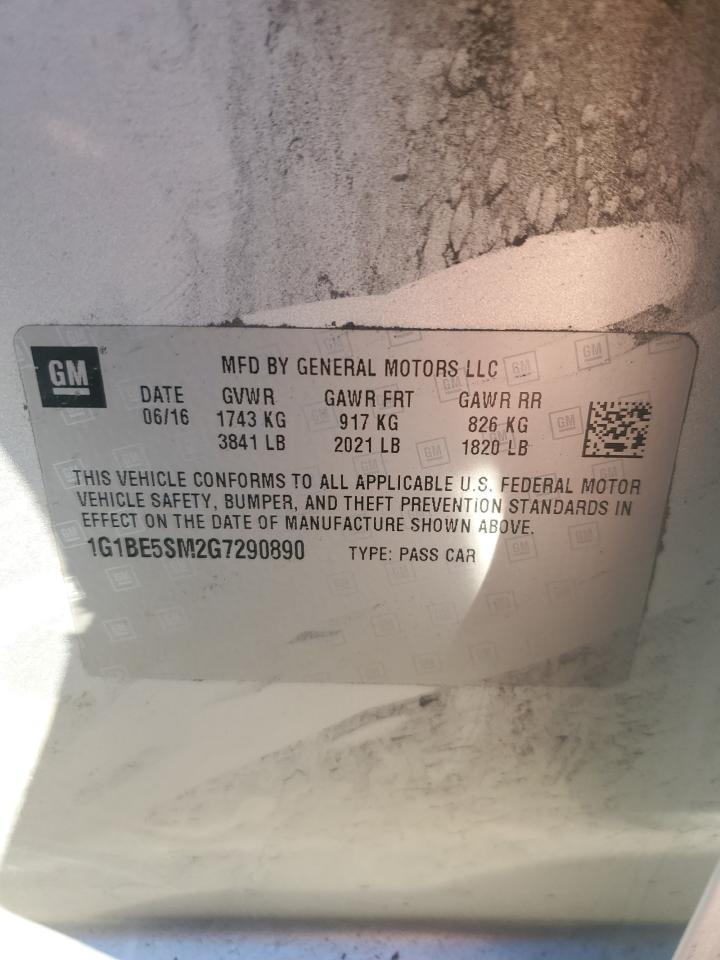 GM
MFD BY GENERAL MOTORS LLC
DATE GVWR GAWR FRT GAWR RR
06/16 1743 KG 917 KG 826 KG
3841 LB 2021 LB 1820 LB
THIS VEHICLE CONFORMS TO ALL APPLICABLE U.S. FEDERAL MOTOR
VEHICLE SAFETY, BUMPER, AND THEFT PREVENTION STANDARDS IN
EFFECT ON THE DATE OF MANUFACTURE SHOWN ABOVE.
1G1BE5SM2G7290890 TYPE: PASS CAR